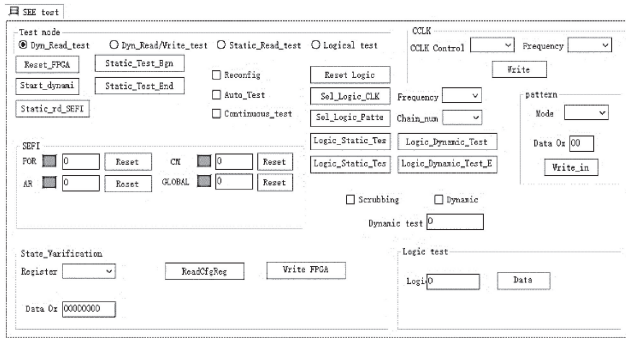 SEE test
Test mode
Dyn_Read_test Dyn_Read/Write_test Static_Read_test Logical test
Reset_FPGA Static_Test_Bgn
Start_dynami Static_Test_End
Static_rd_SEFI
Reconfig
Auto_Test
Continuous_test
Reset Logic
Sel_Logic_CLK Frequency
Sel_Logic_Patte Chain_num
Logic_Static_Tes Logic_Dynamic_Test
Logic_Static_Tes Logic_Dynamic_Test_E
CCLK
CCLK Control Frequency
Write
pattern
Mode
Data 0x 00
Write_in
SEFI
POR 0 Reset CM 0 Reset
AR 0 Reset GLOBAL 0 Reset
Scrubbing Dynamic
Dynamic test 0
State_Varification
Register ReadCfgReg Write FPGA
Data 0x 00000000
Logic test
Logi 0 Data